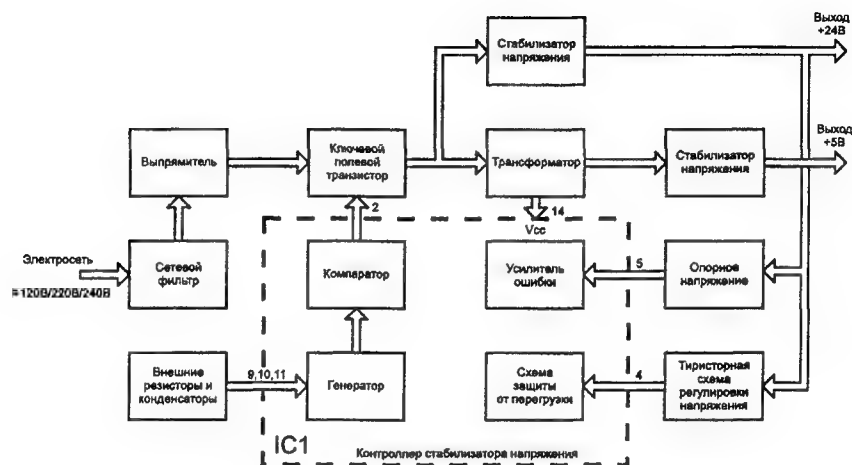 Выход
+24В
Стабилизатор
напряжения
Выпрямитель
Ключевой
полевой
транзистор
Трансформатор
Стабилизатор
напряжения
Выход
+5В
2
14
Vcc
Электросеть
≈120В/220В/240В
Сетевой
фильтр
Компаратор
Усилитель
ошибки
5
Опорное
напряжение
Внешние
резисторы и
конденсаторы
9,10,11
Генератор
Схема
защиты
от перегрузки
4
Тиристорная
схема
регулировки
напряжения
IC1
Контроллер стабилизатора напряжения